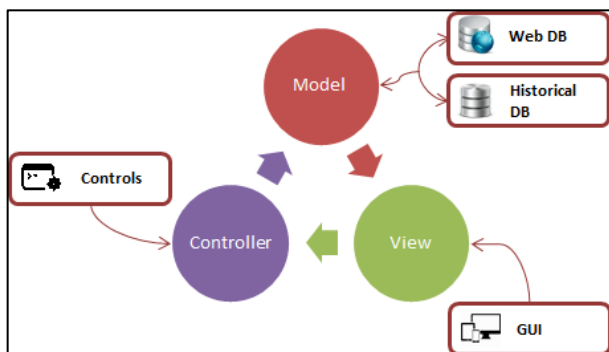 Web DB
Model
Historical
DB
Controls
Controller
View
GUI